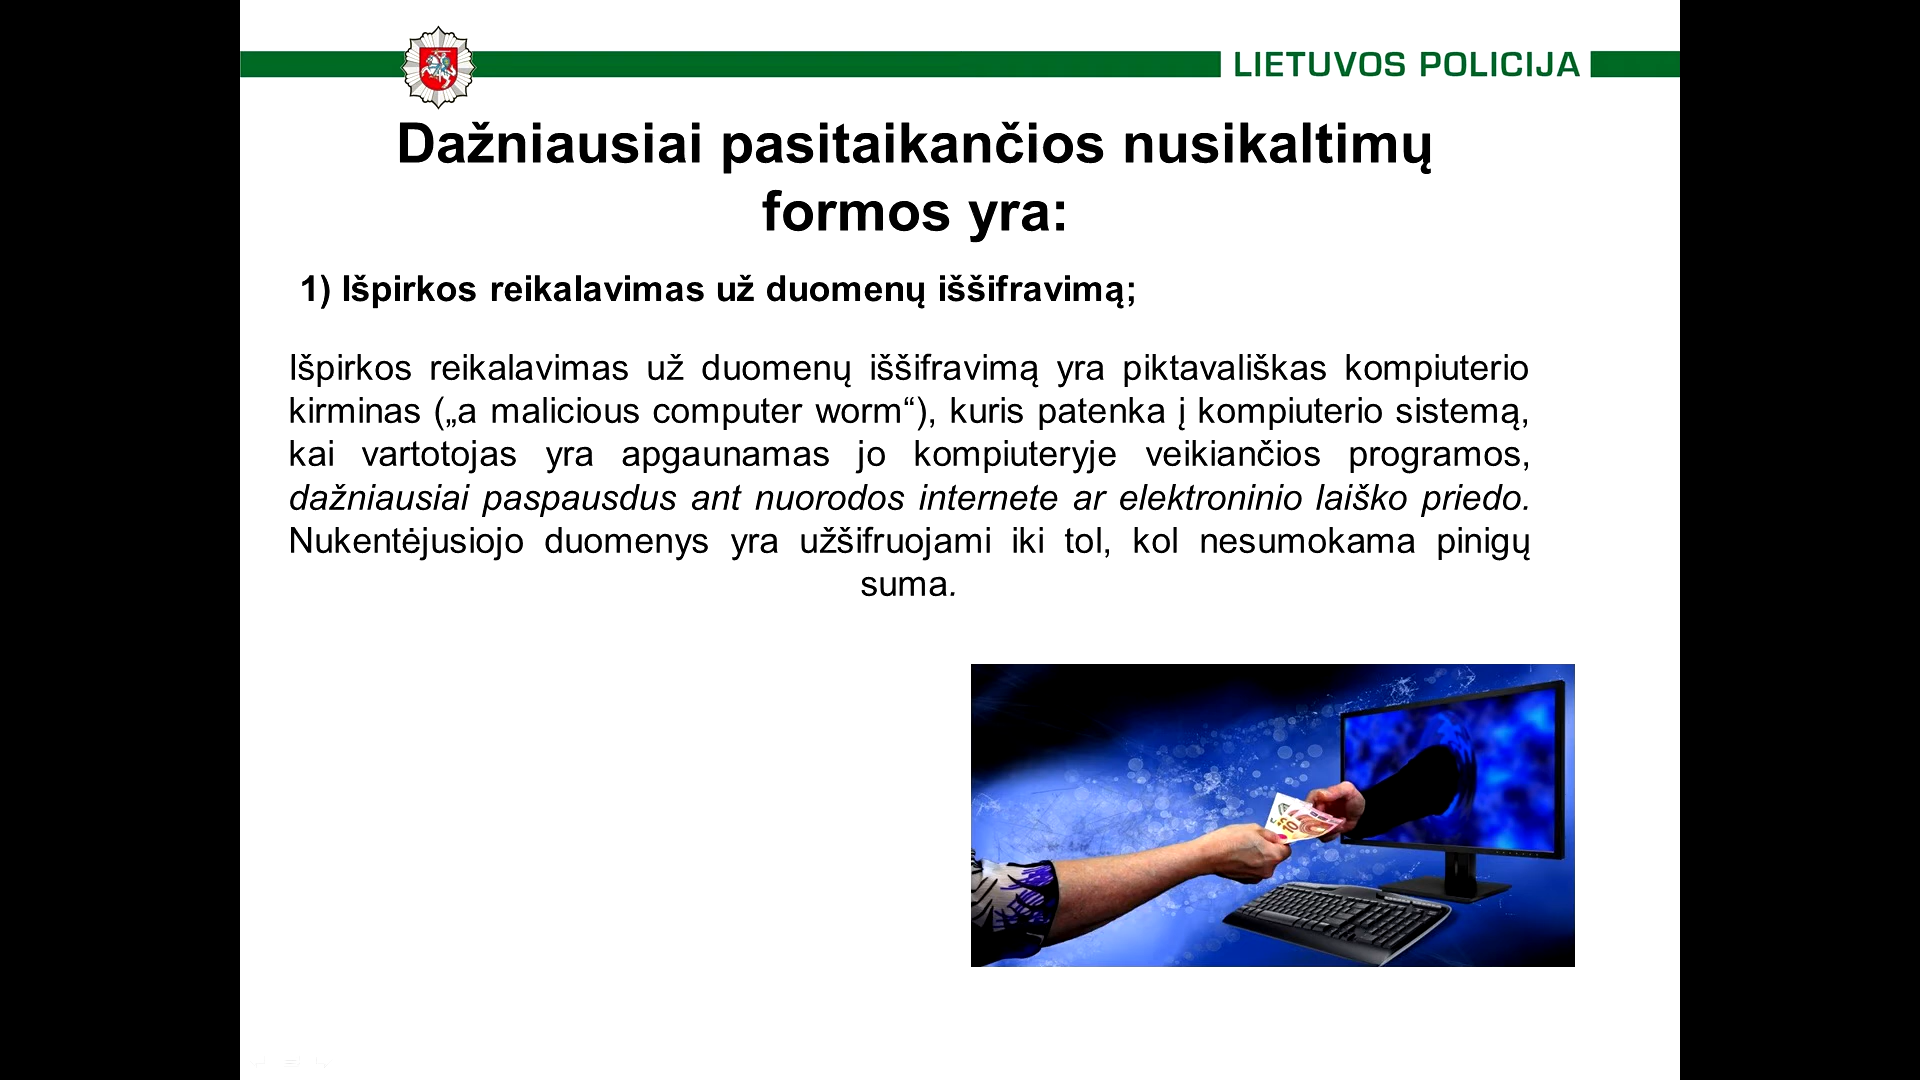 LIETUVOS POLICIJA
Dažniausiai pasitaikančios nusikaltimų
formos yra:
1) Išpirkos reikalavimas už duomenų iššifravimą;
Išpirkos reikalavimas už duomenų iššifravimą yra piktavališkas kompiuterio
kirminas („a malicious computer worm“), kuris patenka į kompiuterio sistemą,
kai vartotojas yra apgaunamas jo kompiuteryje veikiančios programos,
dažniausiai paspausdus ant nuorodos internete ar elektroninio laiško priedo.
Nukentėjusiojo duomenys yra užšifruojami iki tol, kol nesumokama pinigų
suma.
10